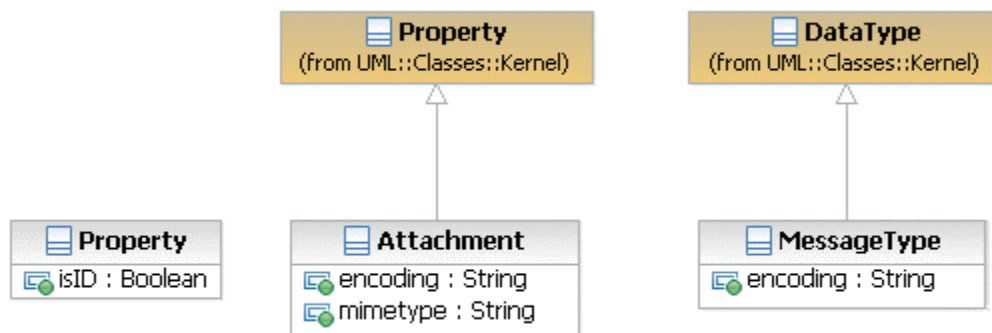 Property
(from UML::Classes::Kernel)
DataType
(from UML::Classes::Kernel)
Property
isID : Boolean
Attachment
encoding : String
mimetype : String
MessageType
encoding : String